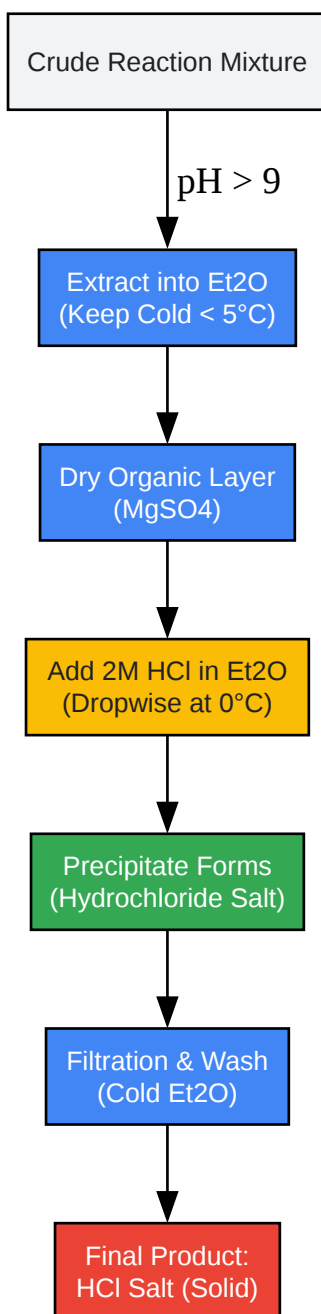 Crude Reaction Mixture
pH > 9
Extract into Et2O
(Keep Cold < 5°C)
Dry Organic Layer
(MgSO4)
Add 2M HCl in Et2O
(Dropwise at 0°C)
Precipitate Forms
(Hydrochloride Salt)
Filtration & Wash
(Cold Et2O)
Final Product:
HCl Salt (Solid)